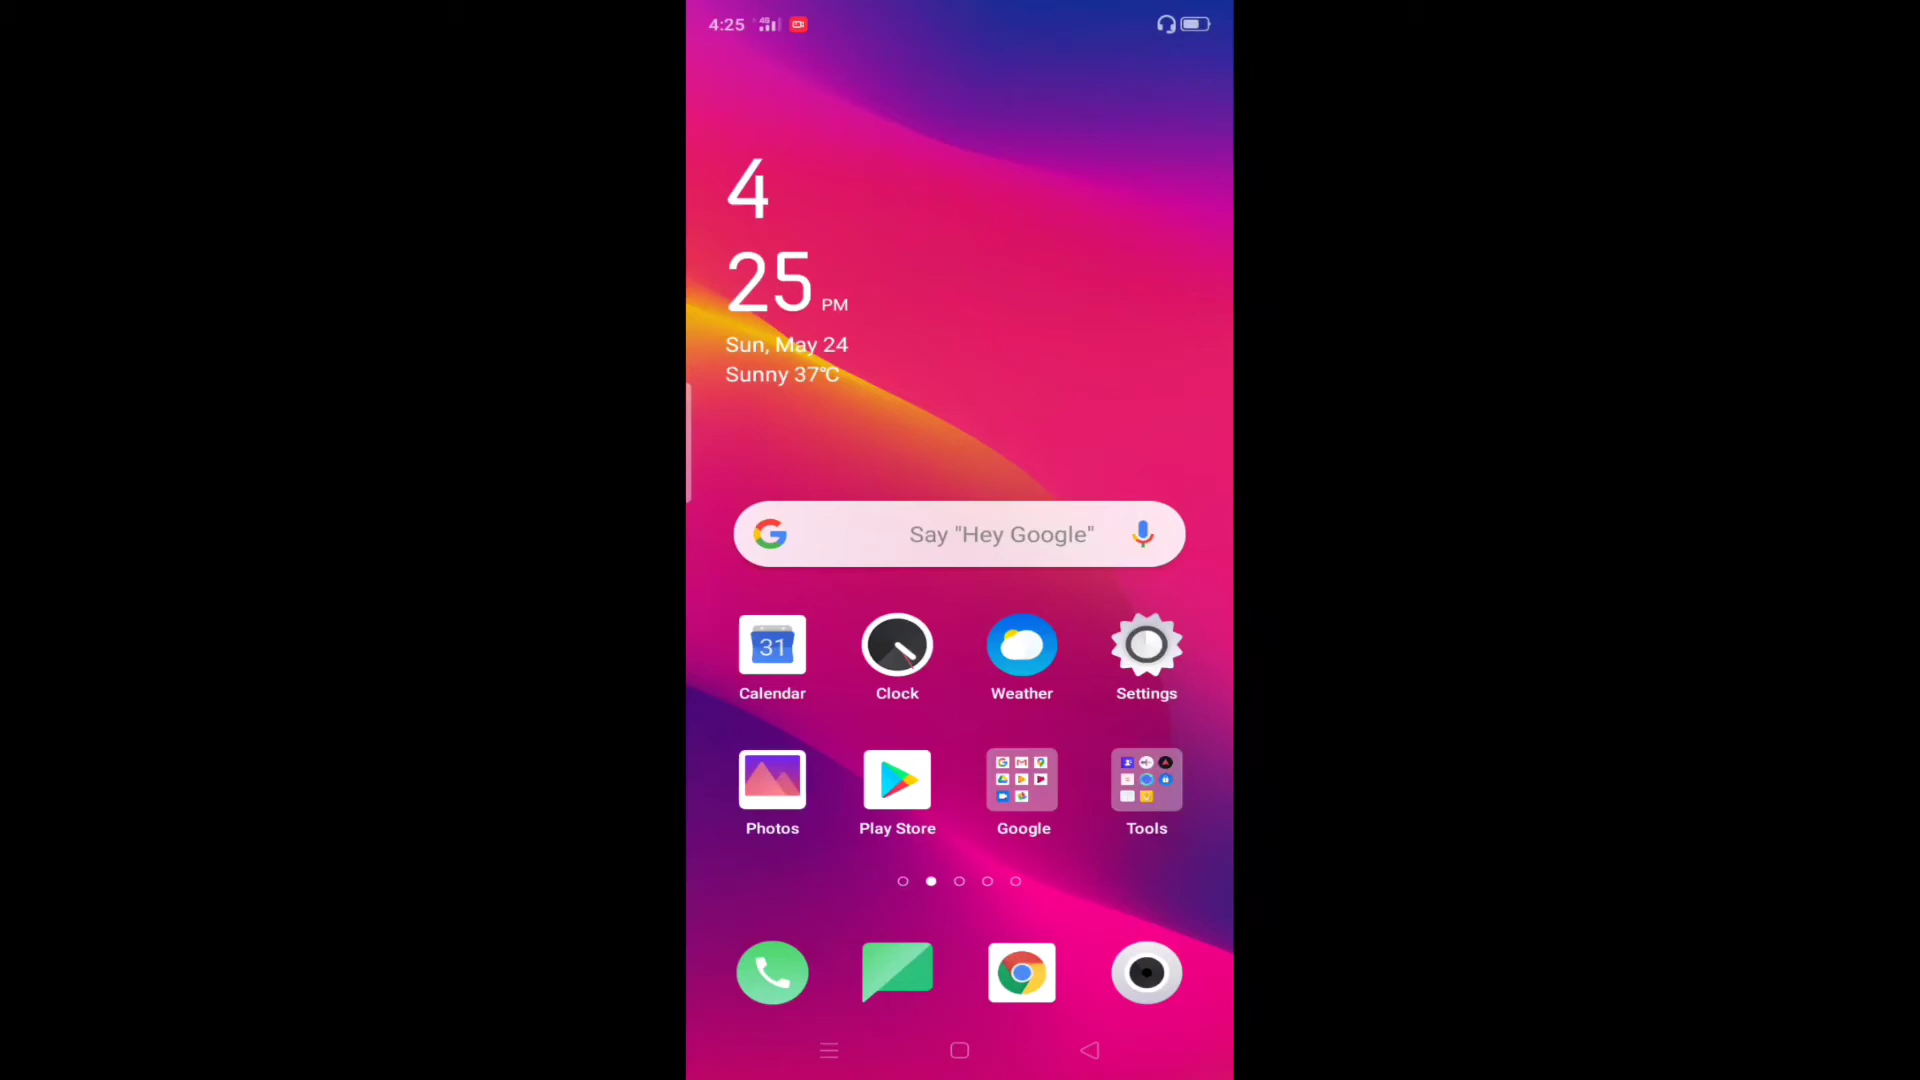 4:25 4G
4
25 PM
Sun, May 24
Sunny 37°C
Say "Hey Google"
31
Calendar Clock Weather Settings
Photos Play Store Google Tools